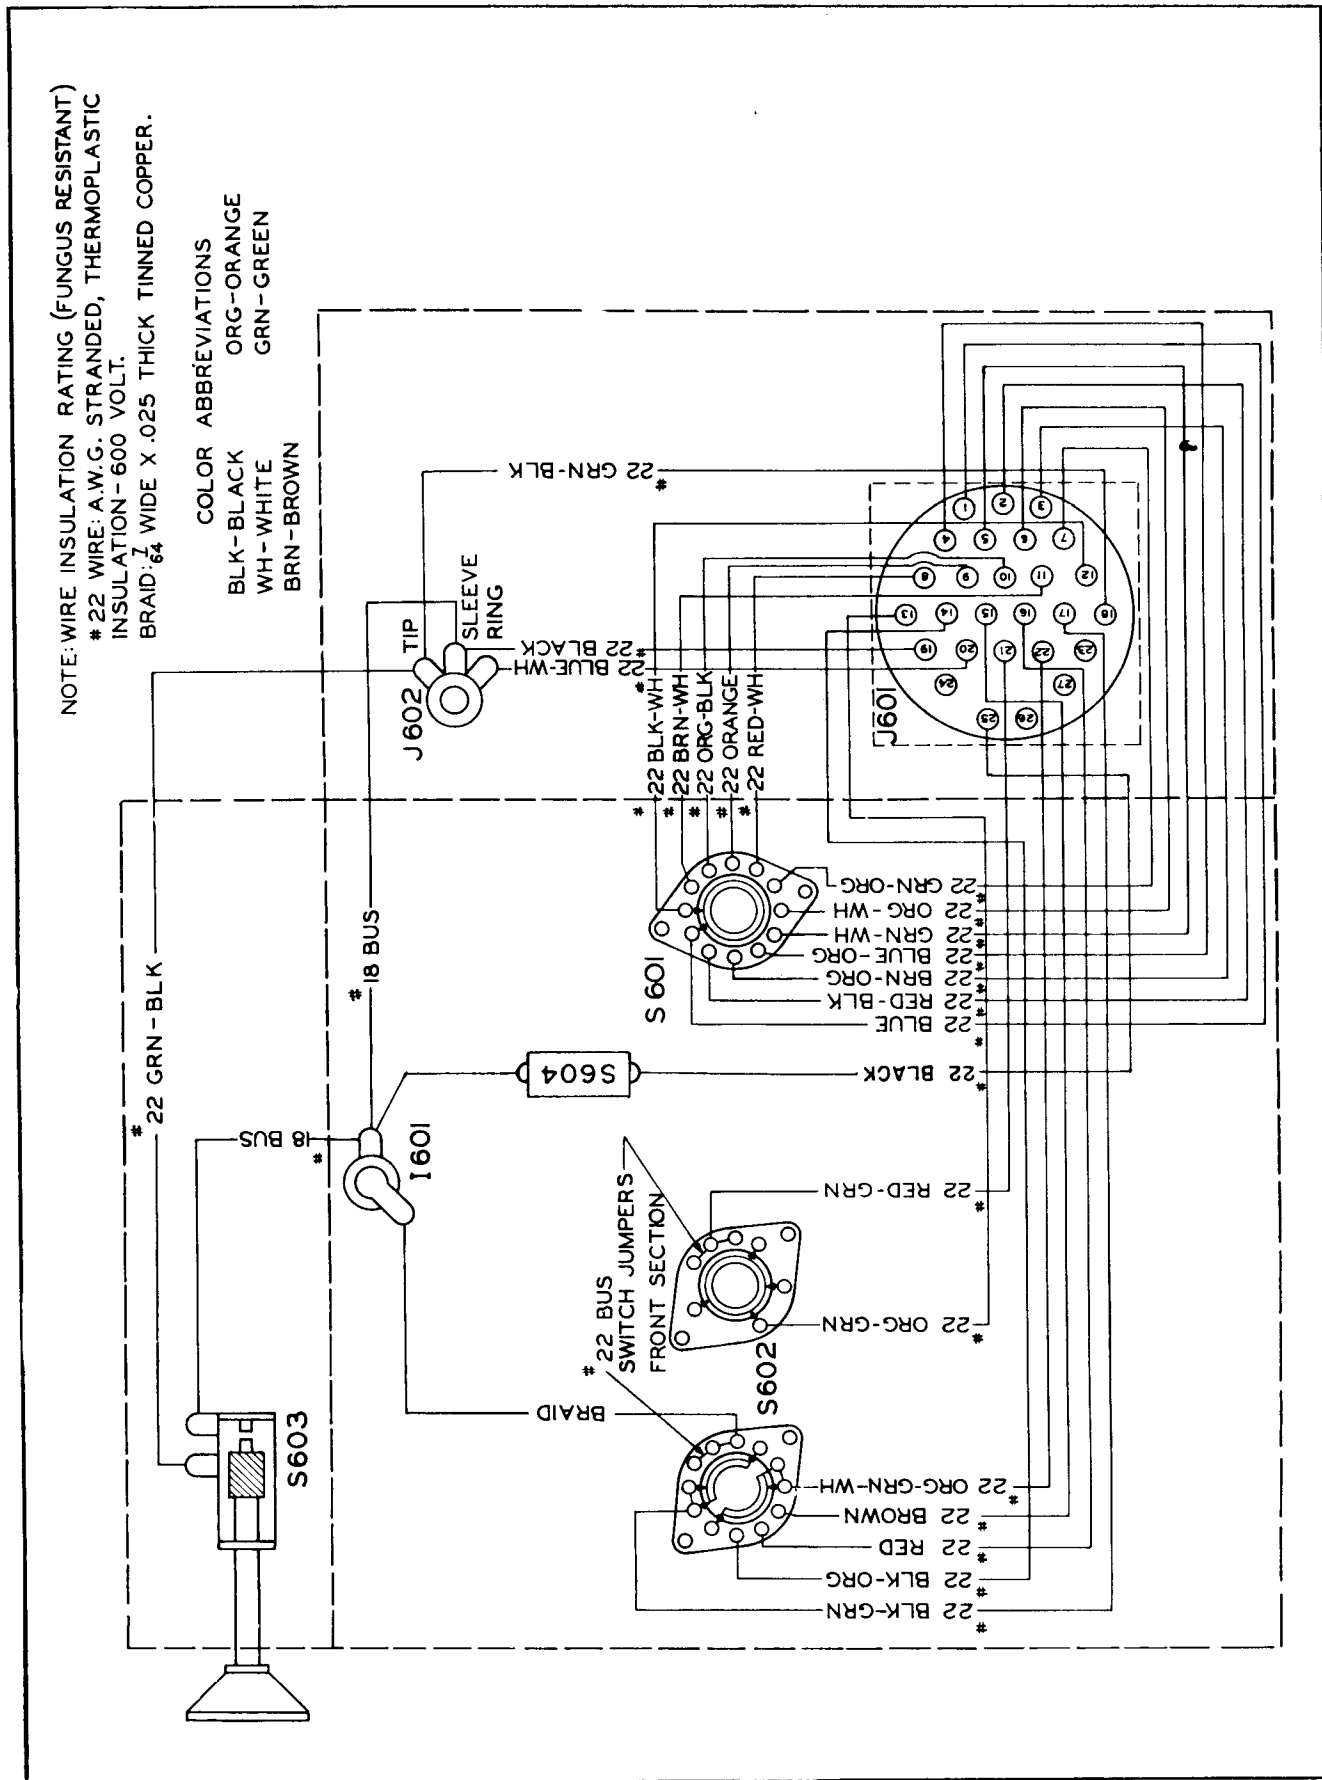 NOTE: WIRE INSULATION RATING (FUNGUS RESISTANT)
# 22 WIRE: A.W.G. STRANDED, THERMOPLASTIC
INSULATION-600 VOLT.
BRAID: 7/64 WIDE X .025 THICK TINNED COPPER.
COLOR ABBREVIATIONS
BLK-BLACK ORG-ORANGE
WH-WHITE GRN-GREEN
BRN-BROWN
# 22 GRN-BLK
# 18 BUS
# 18 BUS
S603
I601
J602
TIP
SLEEVE
RING
# 22 GRN-BLK
# 22 BLACK
# 22 BLUE-WH
# 22 BLK-WH
# 22 BRN-WH
# 22 ORG-BLK
# 22 ORANGE
# 22 RED-WH
S601
S604
# 22 BUS
SWITCH JUMPERS
FRONT SECTION
BRAID
S602
# 22 GRN-ORG
# 22 ORG-WH
# 22 GRN-WH
# 22 BLUE-ORG
# 22 BRN-ORG
# 22 RED-BLK
# 22 BLUE
# 22 BLACK
# 22 RED-GRN
# 22 ORG-GRN
# 22 ORG-GRN-WH
# 22 BROWN
# 22 RED
# 22 BLK-ORG
# 22 BLK-GRN
J601
1
2
3
4
5
6
7
8
9
10
11
12
13
14
15
16
17
18
19
20
21
22
23
24
27
25
26